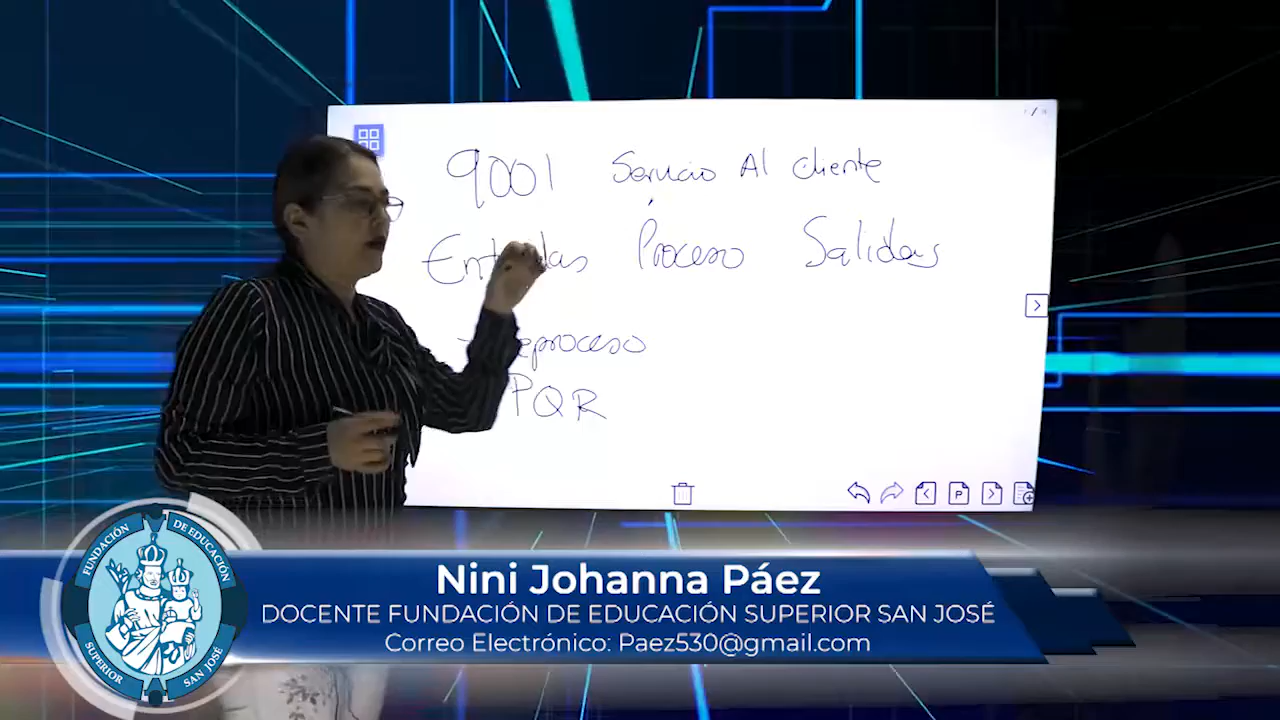 9001 Servicio Al cliente
Entradas Proceso Salidas
Reproceso
PQR
P
Nini Johanna Páez
DOCENTE FUNDACIÓN DE EDUCACIÓN SUPERIOR SAN JOSÉ
Correo Electrónico: Paez530@gmail.com
FUNDACIÓN DE EDUCACIÓN
SUPERIOR SAN JOSÉ